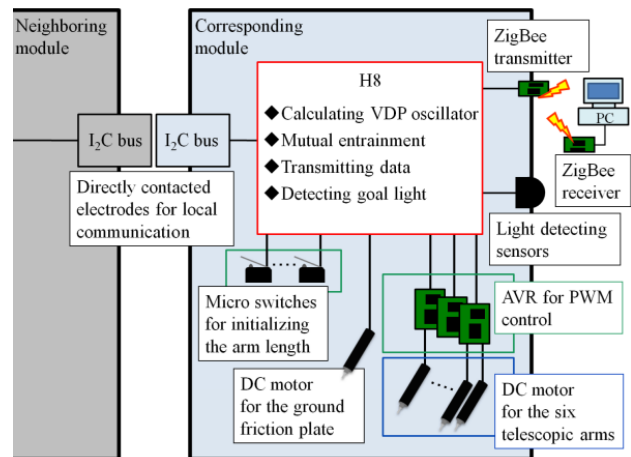 Neighboring
module
Corresponding
module
ZigBee
transmitter
H8
◆Calculating VDP oscillator
◆Mutual entrainment
◆Transmitting data
◆Detecting goal light
PC
I₂C bus
I₂C bus
ZigBee
receiver
Directly contacted
electrodes for local
communication
Light detecting
sensors
Micro switches
for initializing
the arm length
AVR for PWM
control
DC motor
for the ground
friction plate
DC motor
for the six
telescopic arms